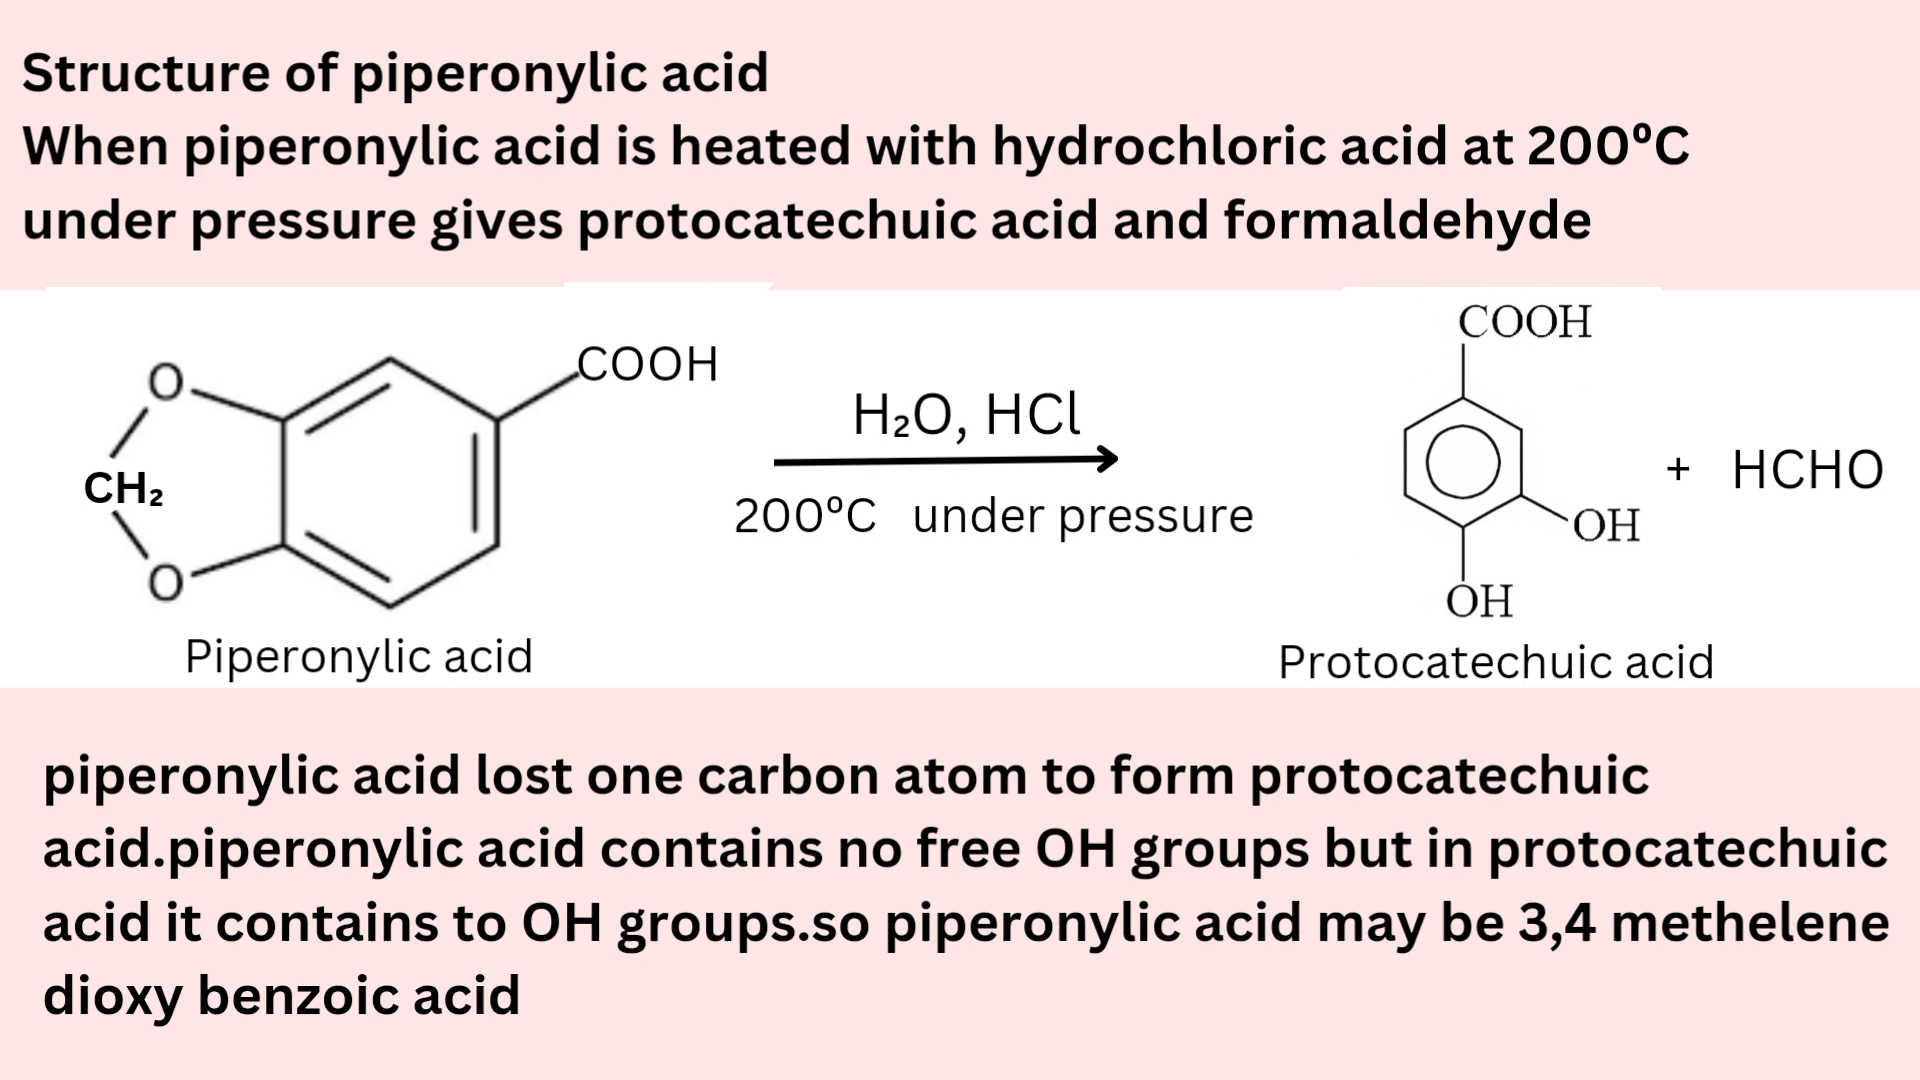 Structure of piperonylic acid
When piperonylic acid is heated with hydrochloric acid at 200⁰C
under pressure gives protocatechuic acid and formaldehyde
COOH
O
CH₂
O
Piperonylic acid
H₂O, HCl
200⁰C under pressure
COOH
OH
OH
Protocatechuic acid
+ HCHO
piperonylic acid lost one carbon atom to form protocatechuic
acid.piperonylic acid contains no free OH groups but in protocatechuic
acid it contains to OH groups.so piperonylic acid may be 3,4 methelene
dioxy benzoic acid